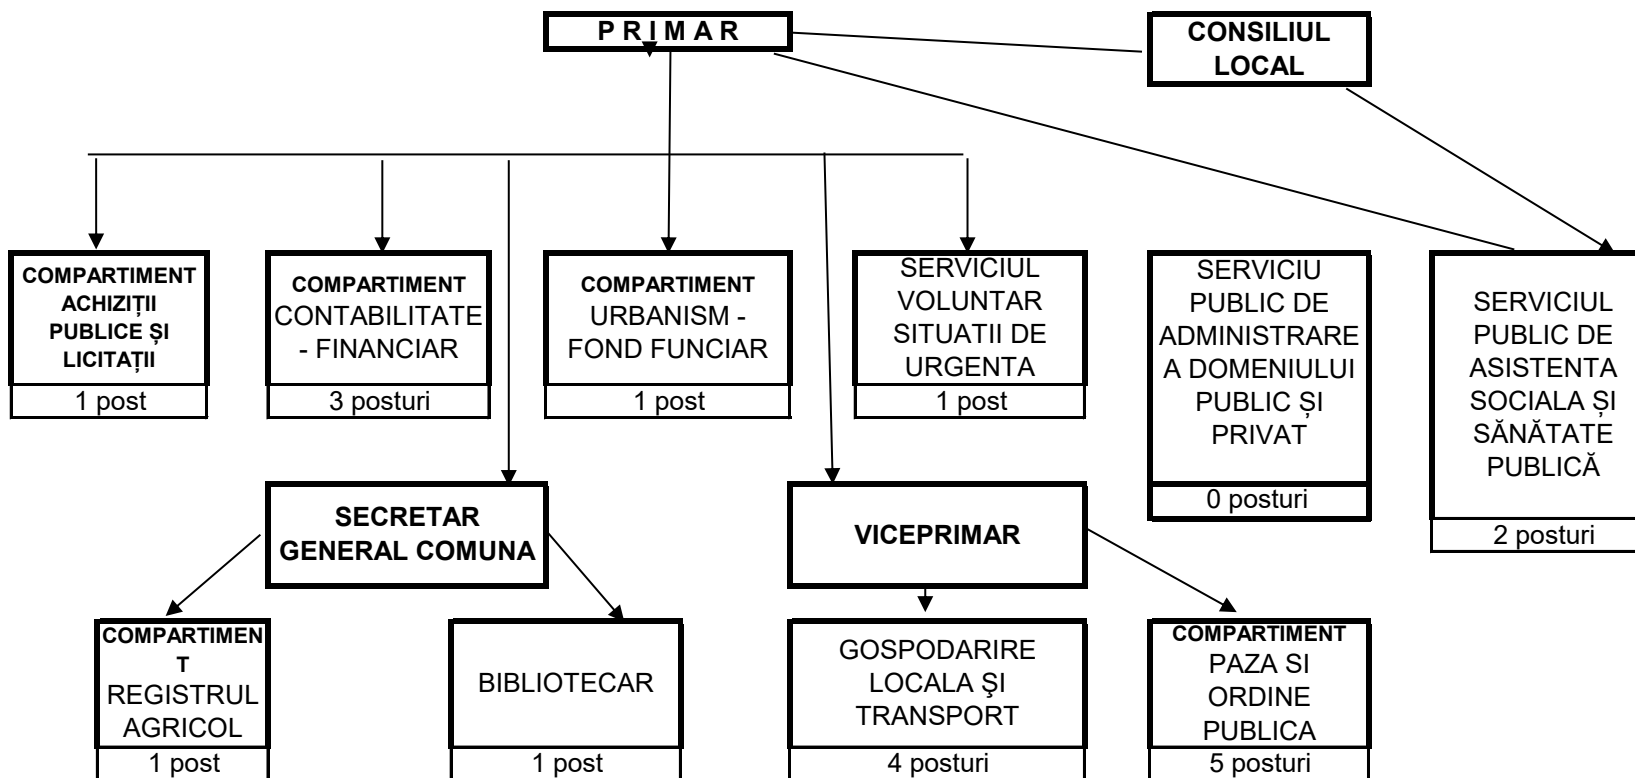 P R I M A R
CONSILIUL
LOCAL
COMPARTIMENT
ACHIZIȚII
PUBLICE ȘI
LICITAȚII
1 post
COMPARTIMENT
CONTABILITATE
- FINANCIAR
3 posturi
COMPARTIMENT
URBANISM -
FOND FUNCIAR
1 post
SERVICIUL
VOLUNTAR
SITUATII DE
URGENTA
1 post
SERVICIU
PUBLIC DE
ADMINISTRARE
A DOMENIULUI
PUBLIC ȘI
PRIVAT
0 posturi
SERVICIUL
PUBLIC DE
ASISTENTA
SOCIALA ȘI
SĂNĂTATE
PUBLICĂ
2 posturi
SECRETAR
GENERAL COMUNA
VICEPRIMAR
COMPARTIMEN
T
REGISTRUL
AGRICOL
1 post
BIBLIOTECAR
1 post
GOSPODARIRE
LOCALA ŞI
TRANSPORT
4 posturi
COMPARTIMENT
PAZA SI
ORDINE
PUBLICA
5 posturi